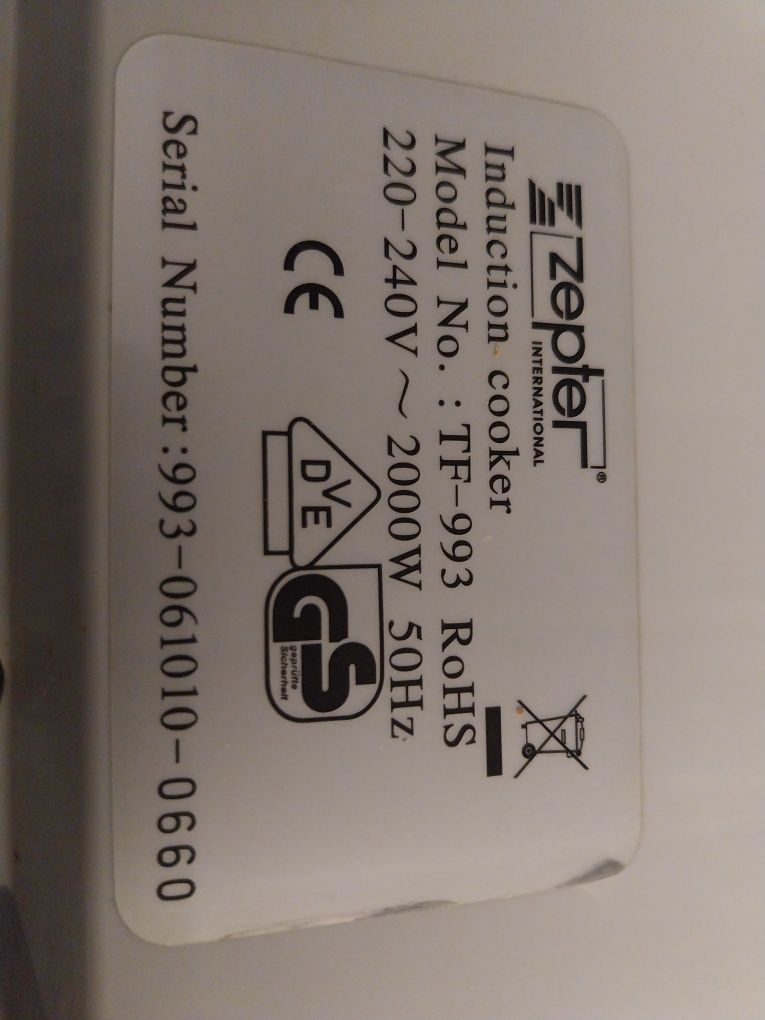 zepter®
INTERNATIONAL
Induction cooker
Model No. : TF-993 RoHS
220-240V ～ 2000W 50Hz
CE
DVE
GS
geprüfte
Sicherheit
Serial Number:993-061010-0660